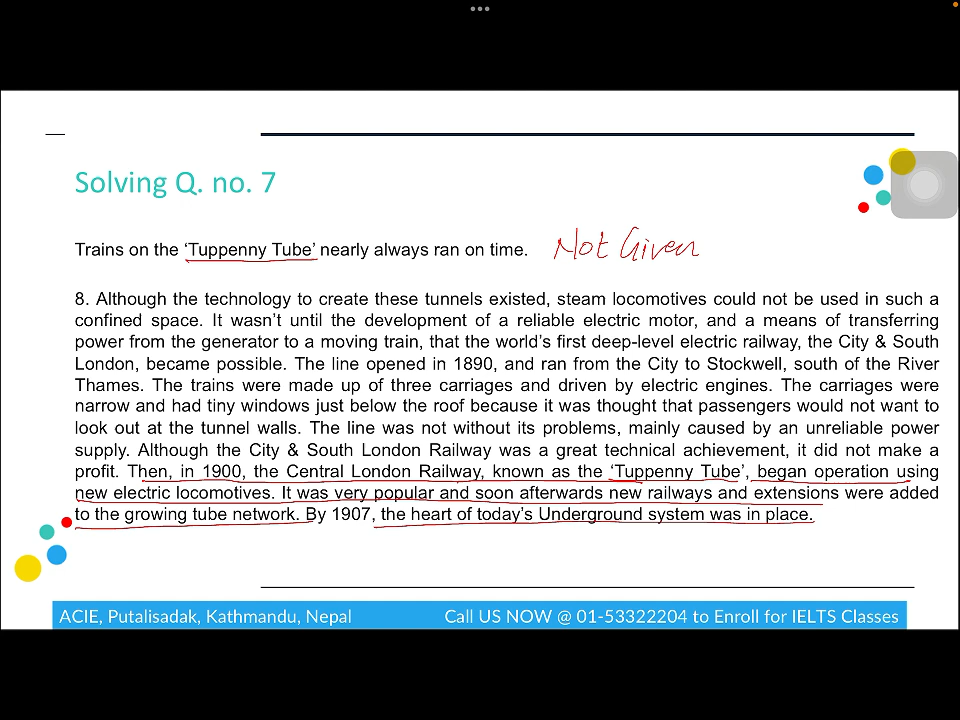 Solving Q. no. 7
Trains on the ‘Tuppenny Tube’ nearly always ran on time. Not Given
8. Although the technology to create these tunnels existed, steam locomotives could not be used in such a
confined space. It wasn’t until the development of a reliable electric motor, and a means of transferring
power from the generator to a moving train, that the world’s first deep-level electric railway, the City & South
London, became possible. The line opened in 1890, and ran from the City to Stockwell, south of the River
Thames. The trains were made up of three carriages and driven by electric engines. The carriages were
narrow and had tiny windows just below the roof because it was thought that passengers would not want to
look out at the tunnel walls. The line was not without its problems, mainly caused by an unreliable power
supply. Although the City & South London Railway was a great technical achievement, it did not make a
profit. Then, in 1900, the Central London Railway, known as the ‘Tuppenny Tube’, began operation using
new electric locomotives. It was very popular and soon afterwards new railways and extensions were added
to the growing tube network. By 1907, the heart of today’s Underground system was in place.
ACIE, Putalisadak, Kathmandu, Nepal Call US NOW @ 01-53322204 to Enroll for IELTS Classes